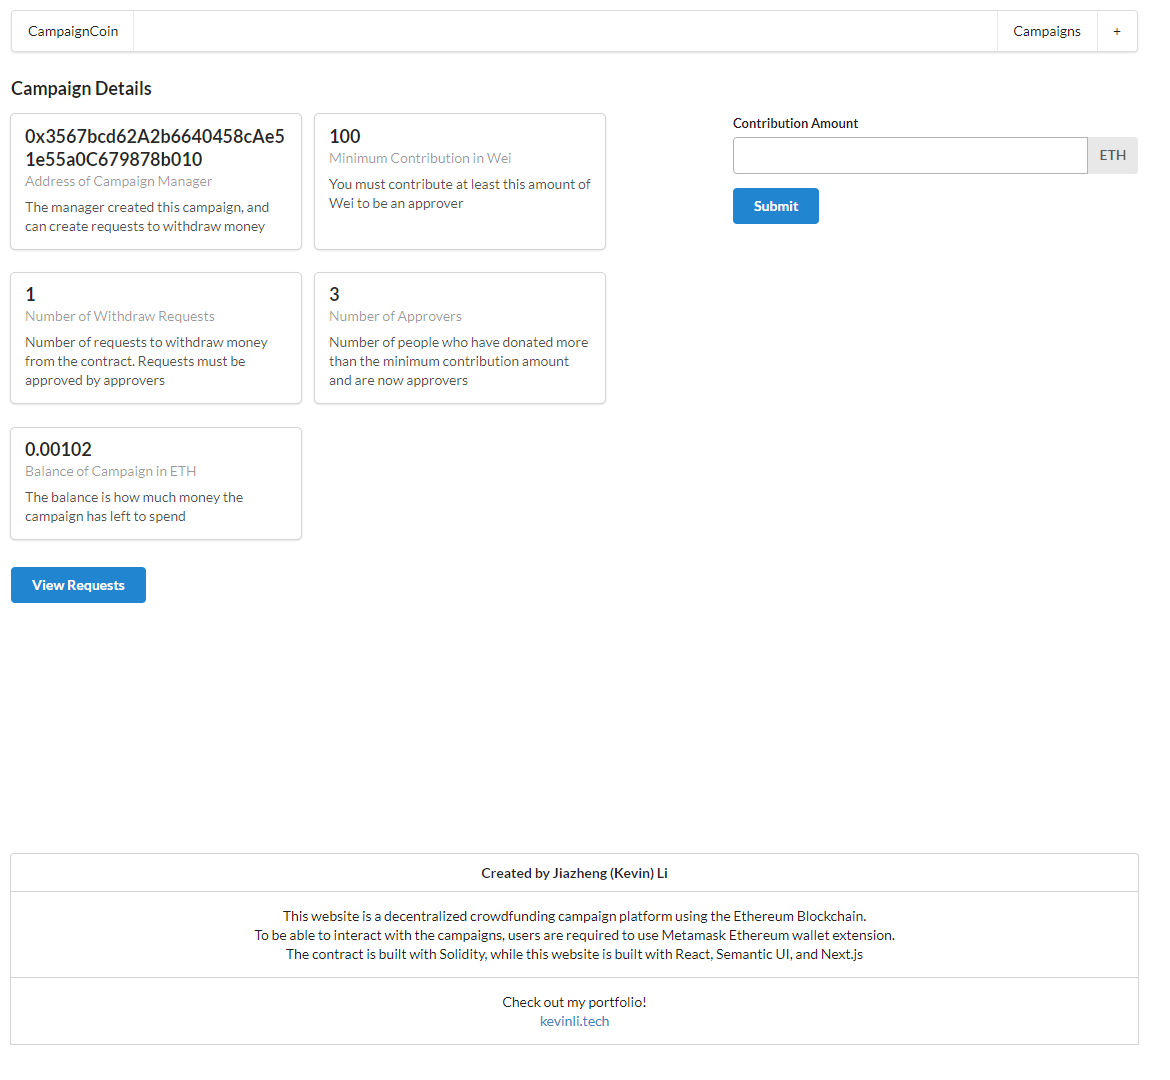 CampaignCoin
Campaigns
+
Campaign Details
0x3567bcd62A2b6640458cAe5
1e55a0C679878b010
Address of Campaign Manager
The manager created this campaign, and
can create requests to withdraw money
100
Minimum Contribution in Wei
You must contribute at least this amount of
Wei to be an approver
1
Number of Withdraw Requests
Number of requests to withdraw money
from the contract. Requests must be
approved by approvers
3
Number of Approvers
Number of people who have donated more
than the minimum contribution amount
and are now approvers
0.00102
Balance of Campaign in ETH
The balance is how much money the
campaign has left to spend
View Requests
Contribution Amount
ETH
Submit
Created by Jiazheng (Kevin) Li
This website is a decentralized crowdfunding campaign platform using the Ethereum Blockchain.
To be able to interact with the campaigns, users are required to use Metamask Ethereum wallet extension.
The contract is built with Solidity, while this website is built with React, Semantic UI, and Next.js
Check out my portfolio!
kevinli.tech